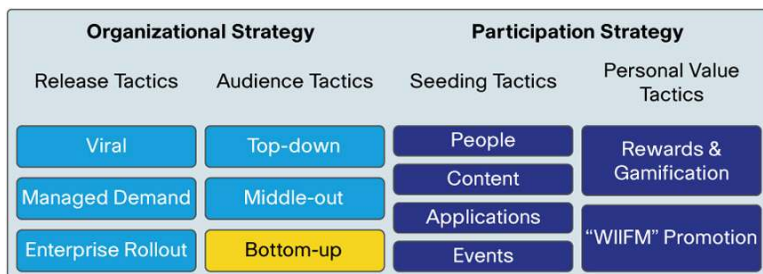 Organizational Strategy
Participation Strategy
Release Tactics
Audience Tactics
Seeding Tactics
Personal Value
Tactics
Viral
Managed Demand
Enterprise Rollout
Top-down
Middle-out
Bottom-up
People
Content
Applications
Events
Rewards &
Gamification
“WIIFM” Promotion